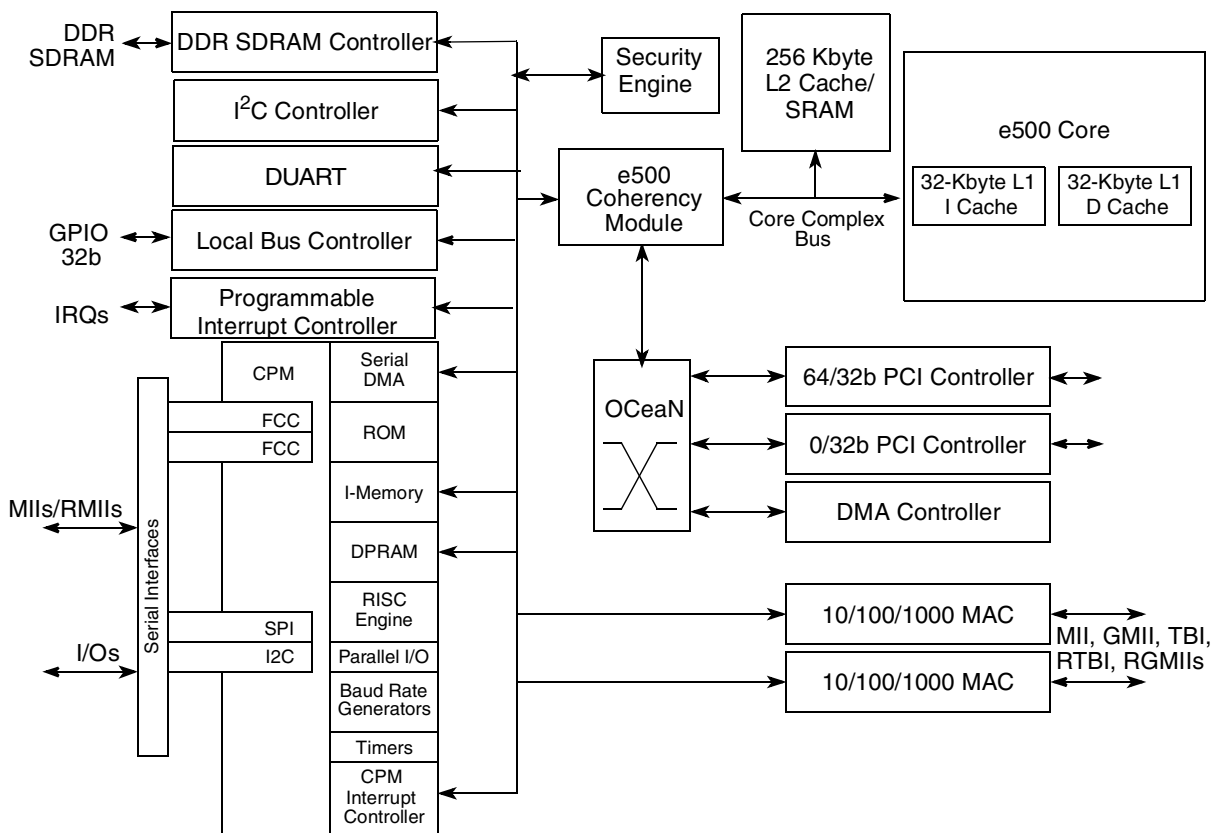 DDR
SDRAM
DDR SDRAM Controller
I2C Controller
DUART
GPIO
32b
Local Bus Controller
IRQs
Programmable
Interrupt Controller
Security
Engine
256 Kbyte
L2 Cache/
SRAM
e500 Core
32-Kbyte L1
I Cache
32-Kbyte L1
D Cache
e500
Coherency
Module
Core Complex
Bus
CPM
Serial
DMA
FCC
FCC
ROM
I-Memory
DPRAM
RISC
Engine
SPI
I2C
Parallel I/O
Baud Rate
Generators
Timers
CPM
Interrupt
Controller
MIIs/RMIIs
I/Os
Serial Interfaces
OCeaN
64/32b PCI Controller
0/32b PCI Controller
DMA Controller
10/100/1000 MAC
10/100/1000 MAC
MII, GMII, TBI,
RTBI, RGMIIs